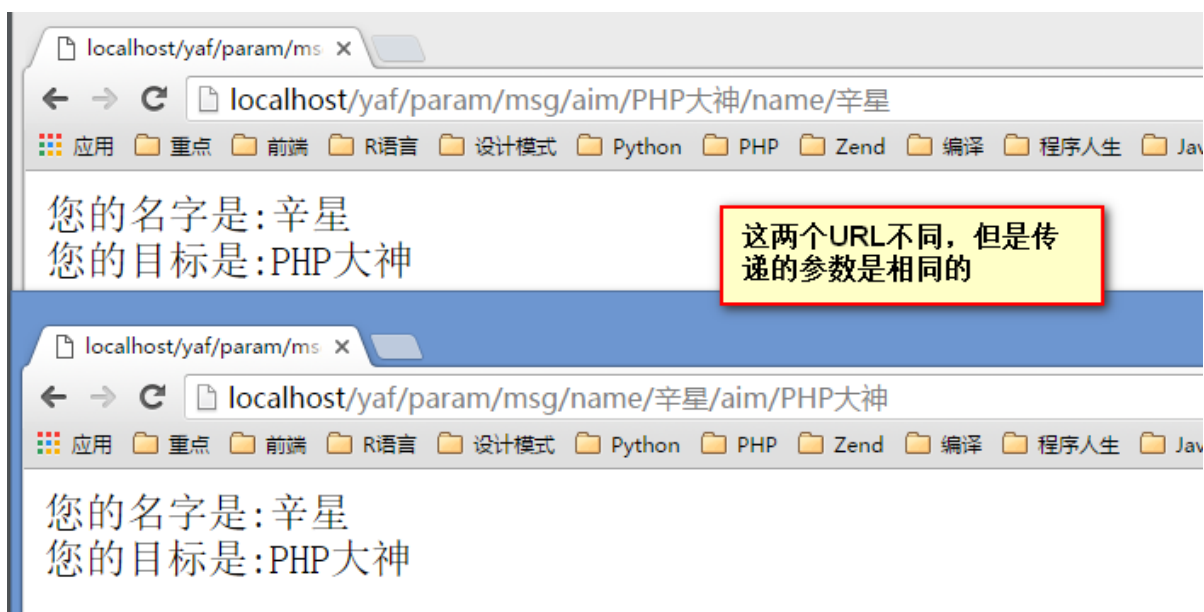 localhost/yaf/param/ms
localhost/yaf/param/msg/aim/PHP大神/name/辛星
应用 重点 前端 R语言 设计模式 Python PHP Zend 编译 程序人生 Jav
您的名字是:辛星
您的目标是:PHP大神
这两个URL不同，但是传
递的参数是相同的
localhost/yaf/param/ms
localhost/yaf/param/msg/name/辛星/aim/PHP大神
应用 重点 前端 R语言 设计模式 Python PHP Zend 编译 程序人生 Jav
您的名字是:辛星
您的目标是:PHP大神